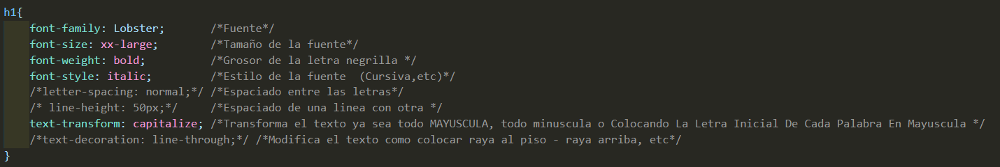 h1{
    font-family: Lobster;       /*Fuente*/
    font-size: xx-large;        /*Tamaño de la fuente*/
    font-weight: bold;          /*Grosor de la letra negrilla */
    font-style: italic;         /*Estilo de la fuente  (Cursiva,etc)*/
    /*letter-spacing: normal;*/ /*Espaciado entre las letras*/
    /* line-height: 50px;*/     /*Espaciado de una linea con otra */
    text-transform: capitalize; /*Transforma el texto ya sea todo MAYUSCULA, todo minuscula o Colocando La Letra Inicial De Cada Palabra En Mayuscula */
    /*text-decoration: line-through;*/ /*Modifica el texto como colocar raya al piso - raya arriba, etc*/
}